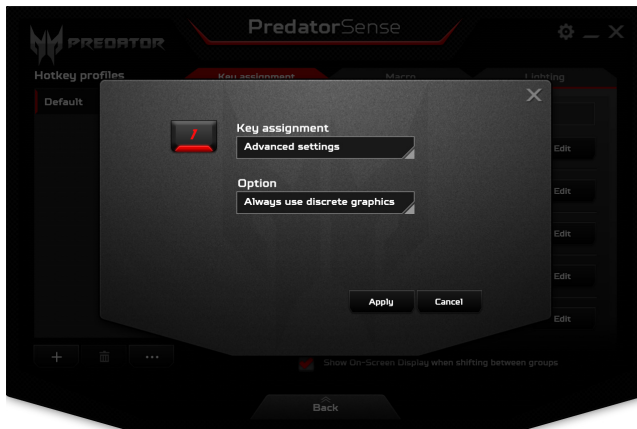 PredatorSense
PREDATOR
Hotkey profiles
Key assignment
Macro
Lighting
Default
1
Key assignment
Advanced settings
Edit
Option
Edit
Always use discrete graphics
Edit
Edit
Apply
Cancel
Edit
Show On-Screen Display when shifting between groups
Back